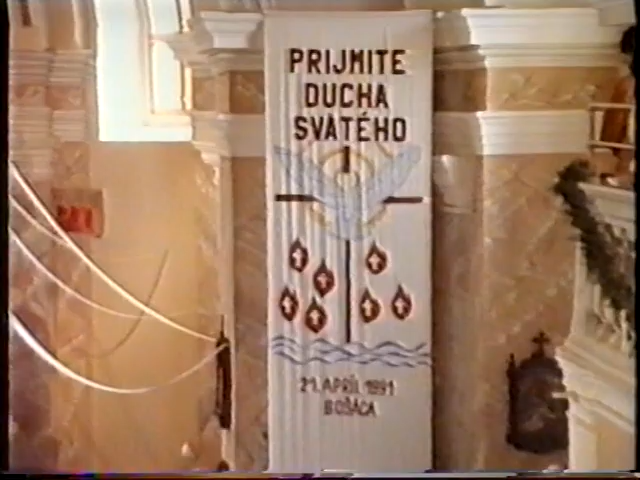 PRIJMITE
DUCHA
SVÄTÉHO
21. APRÍL 1991
BOŠÁCA